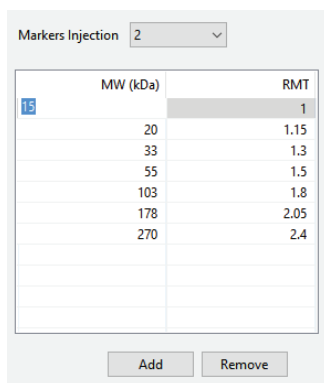 Markers Injection 2
MW (kDa) RMT
15 1
20 1.15
33 1.3
55 1.5
103 1.8
178 2.05
270 2.4
Add Remove